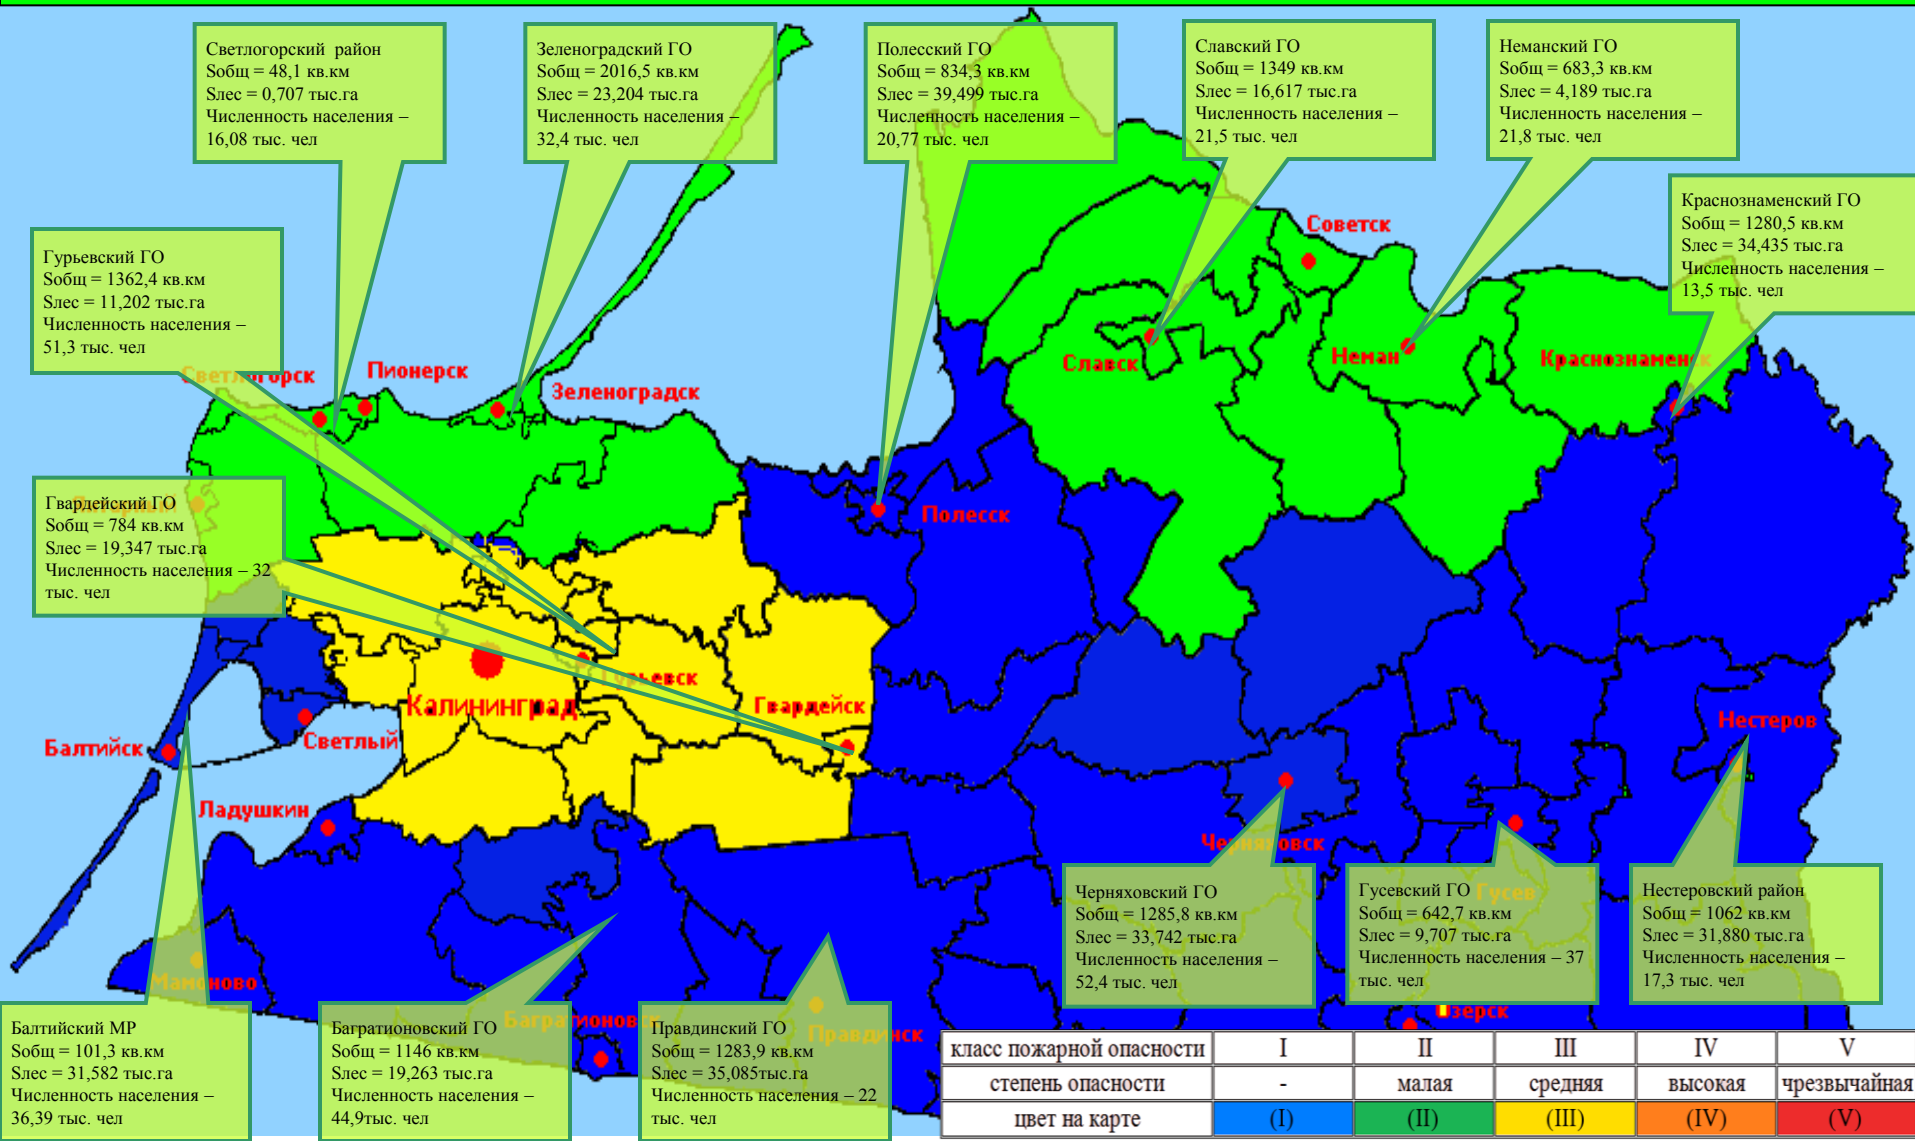 Светлогорский район
Sобщ = 48,1 кв.км
Sлес = 0,707 тыс.га
Численность населения –
16,08 тыс. чел
Зеленоградский ГО
Sобщ = 2016,5 кв.км
Sлес = 23,204 тыс.га
Численность населения –
32,4 тыс. чел
Полесский ГО
Sобщ = 834,3 кв.км
Sлес = 39,499 тыс.га
Численность населения –
20,77 тыс. чел
Славский ГО
Sобщ = 1349 кв.км
Sлес = 16,617 тыс.га
Численность населения –
21,5 тыс. чел
Неманский ГО
Sобщ = 683,3 кв.км
Sлес = 4,189 тыс.га
Численность населения –
21,8 тыс. чел
Краснознаменский ГО
Sобщ = 1280,5 кв.км
Sлес = 34,435 тыс.га
Численность населения –
13,5 тыс. чел
Гурьевский ГО
Sобщ = 1362,4 кв.км
Sлес = 11,202 тыс.га
Численность населения –
51,3 тыс. чел
Советск
Светлогорск
Пионерск
Зеленоградск
Славск
Неман
Краснознаменск
Гвардейский ГО
Sобщ = 784 кв.км
Sлес = 19,347 тыс.га
Численность населения – 32
тыс. чел
Полесск
Гурьевск
Калининград
Гвардейск
Нестеров
Балтийск
Светлый
Ладушкин
Черняховск
Гусев
Мамоново
Багратионовск
Правдинск
Озерск
Черняховский ГО
Sобщ = 1285,8 кв.км
Sлес = 33,742 тыс.га
Численность населения –
52,4 тыс. чел
Гусевский ГО
Sобщ = 642,7 кв.км
Sлес = 9,707 тыс.га
Численность населения – 37
тыс. чел
Нестеровский район
Sобщ = 1062 кв.км
Sлес = 31,880 тыс.га
Численность населения –
17,3 тыс. чел
Балтийский МР
Sобщ = 101,3 кв.км
Sлес = 31,582 тыс.га
Численность населения –
36,39 тыс. чел
Багратионовский ГО
Sобщ = 1146 кв.км
Sлес = 19,263 тыс.га
Численность населения –
44,9тыс. чел
Правдинский ГО
Sобщ = 1283,9 кв.км
Sлес = 35,085тыс.га
Численность населения – 22
тыс. чел
класс пожарной опасности I II III IV V
степень опасности - малая средняя высокая чрезвычайная
цвет на карте (I) (II) (III) (IV) (V)